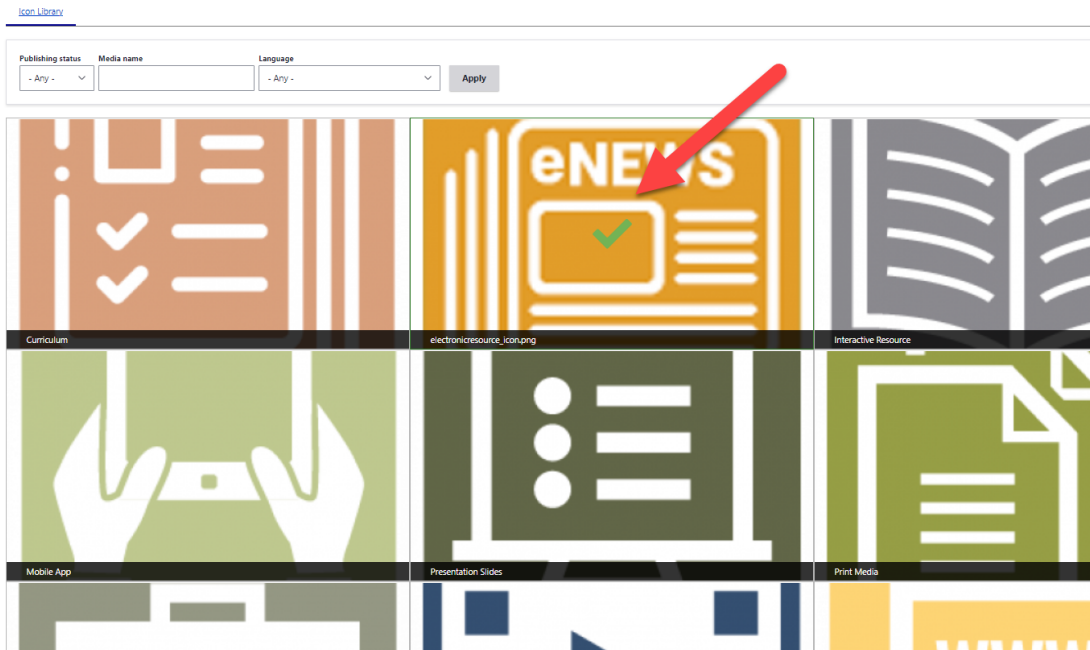 Icon Library
Publishing status Media name Language
- Any - - Any - Apply
eNEWS
Curriculum electronicresource_icon.png Interactive Resource
Mobile App Presentation Slides Print Media